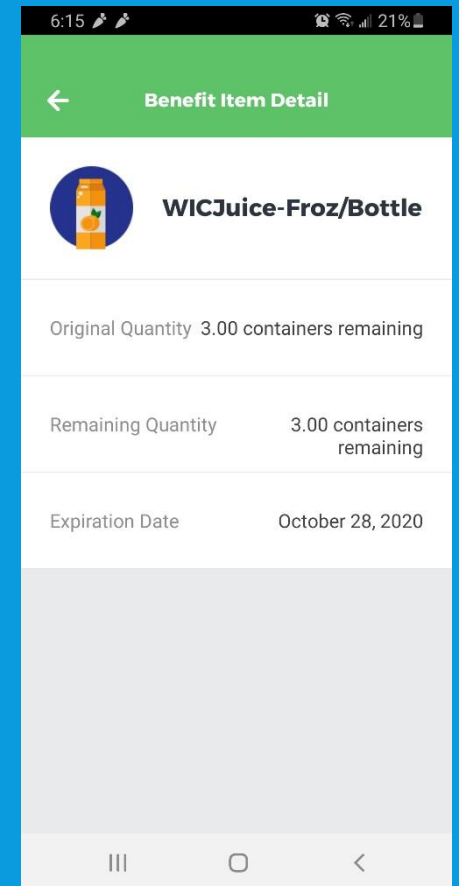 6:15 21%
Benefit Item Detail
WICJuice-Froz/Bottle
Original Quantity 3.00 containers remaining
Remaining Quantity 3.00 containers
remaining
Expiration Date October 28, 2020